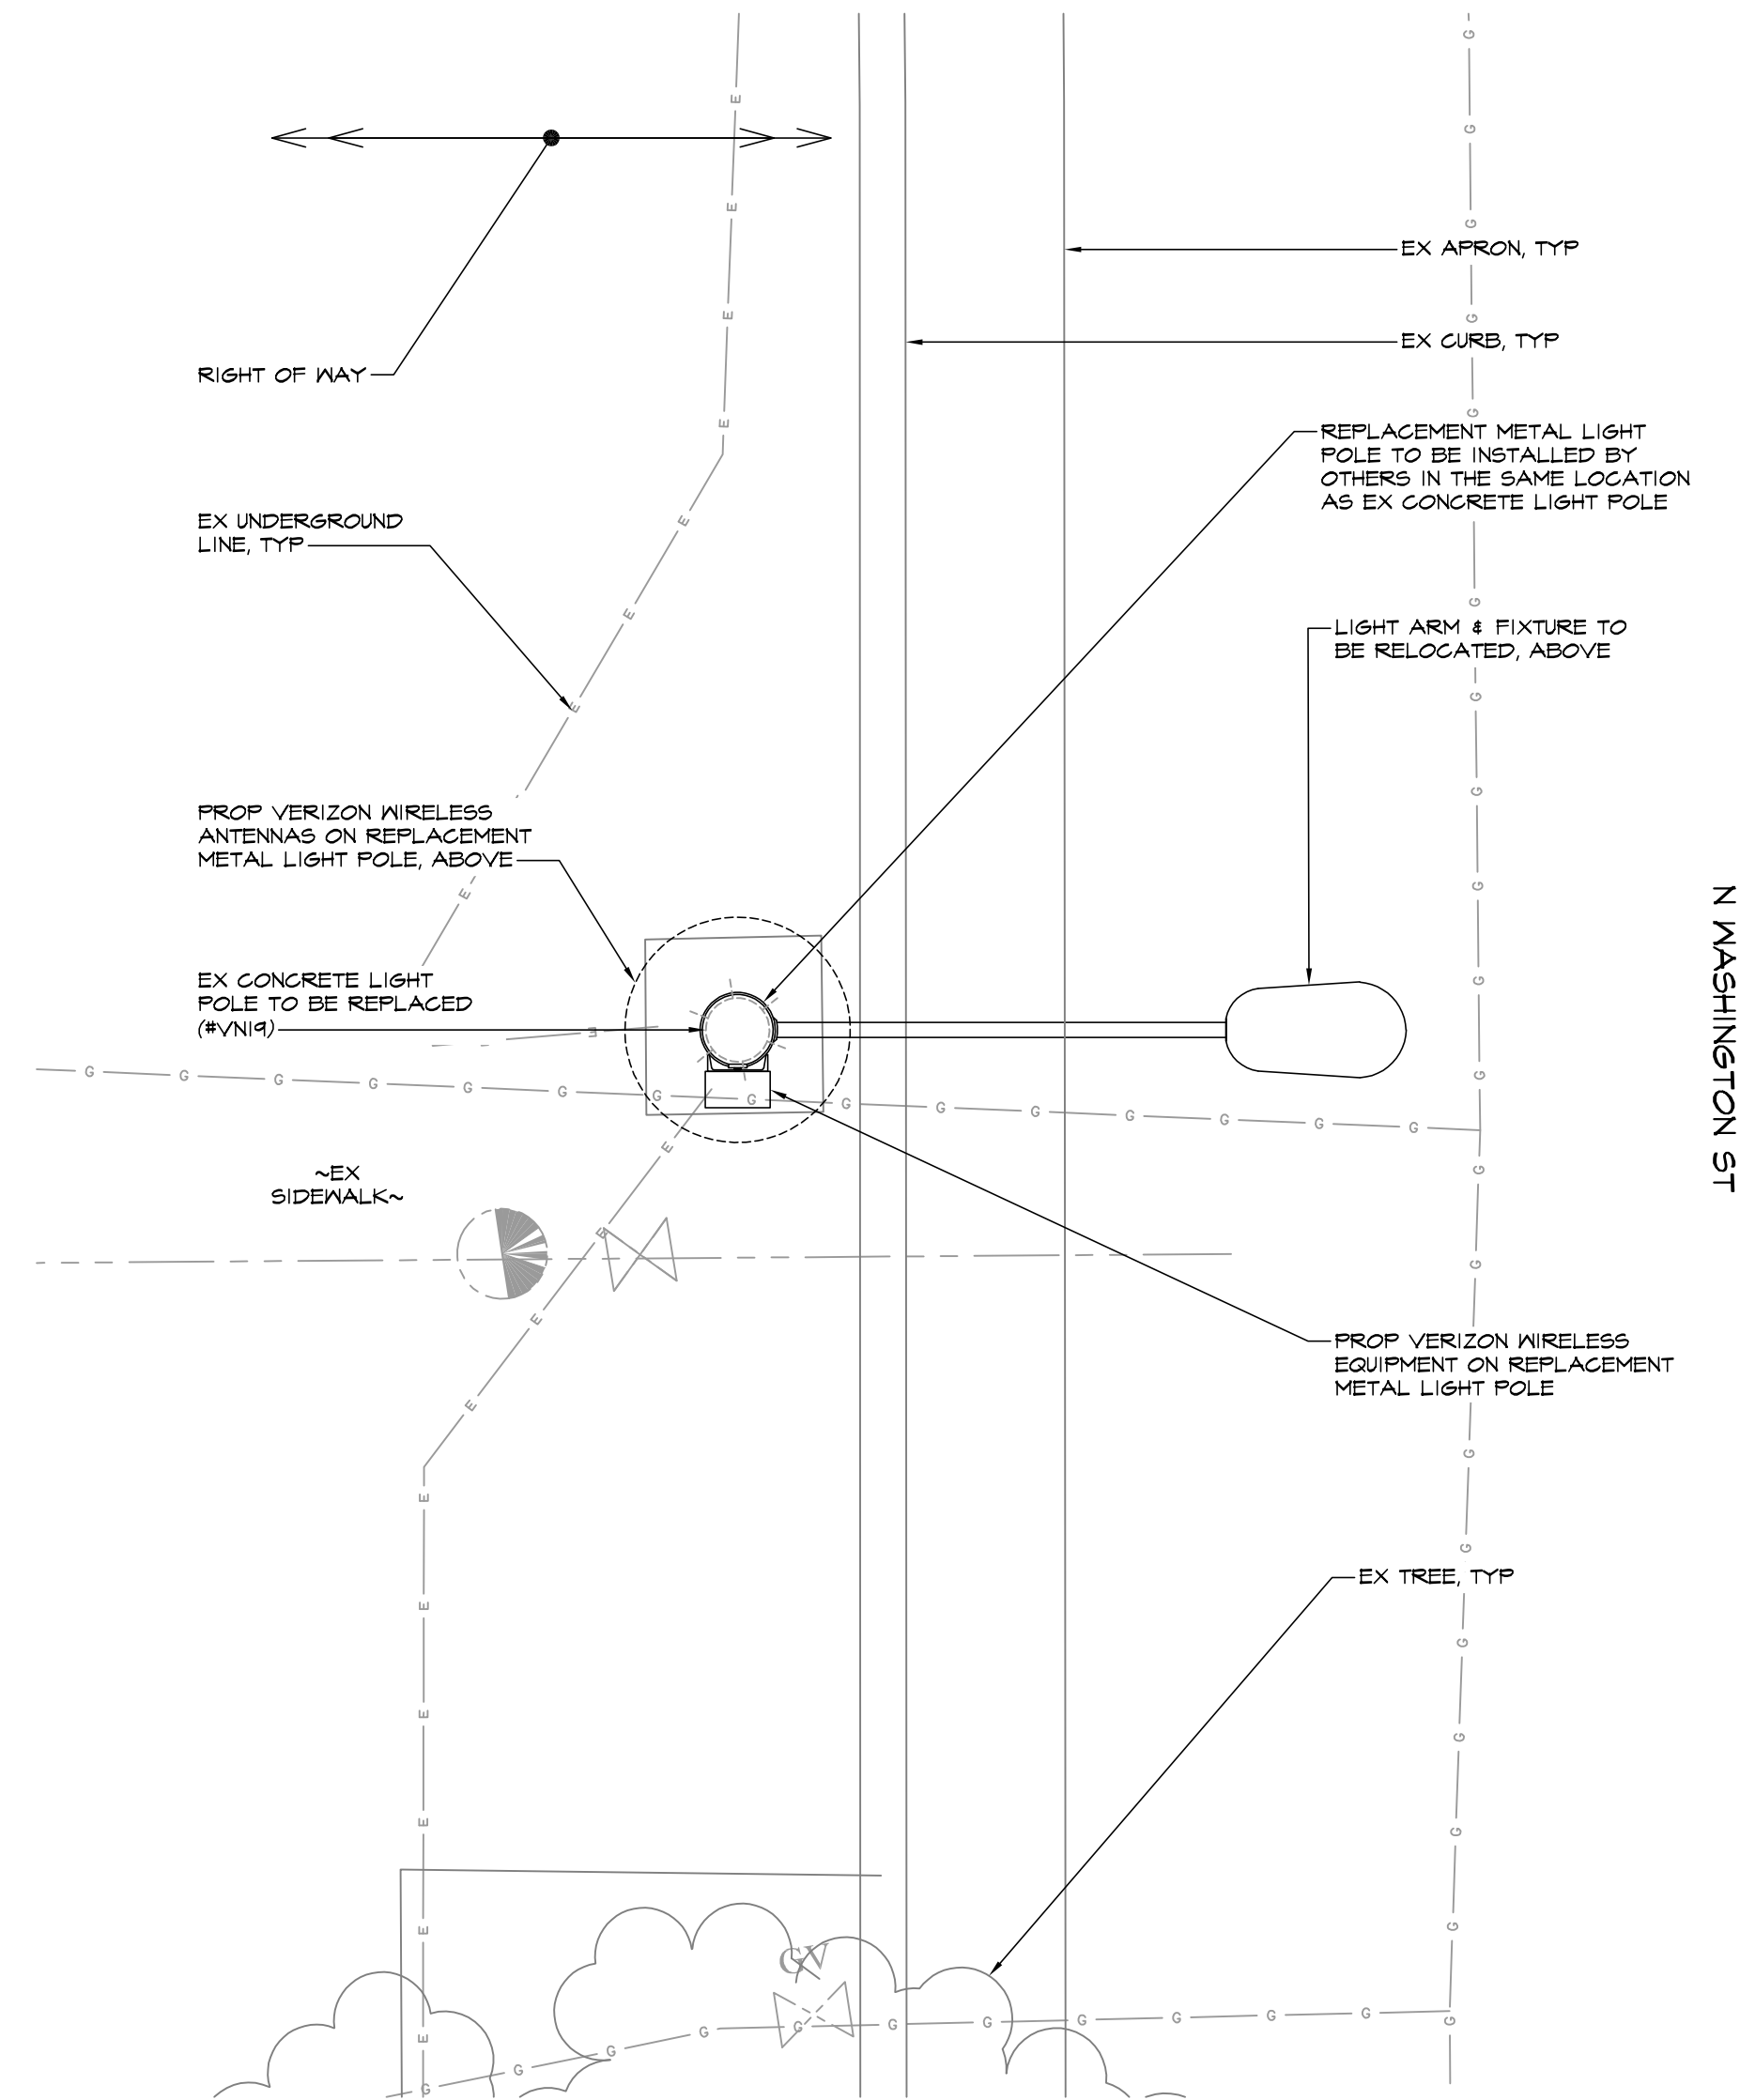 EX APRON, TYP
EX CURB, TYP
RIGHT OF WAY
REPLACEMENT METAL LIGHT
POLE TO BE INSTALLED BY
OTHERS IN THE SAME LOCATION
AS EX CONCRETE LIGHT POLE
EX UNDERGROUND
LINE, TYP
LIGHT ARM & FIXTURE TO
BE RELOCATED, ABOVE
PROP VERIZON WIRELESS
ANTENNAS ON REPLACEMENT
METAL LIGHT POLE, ABOVE
EX CONCRETE LIGHT
POLE TO BE REPLACED
(#VN19)
N WASHINGTON ST
~EX
SIDEWALK~
PROP VERIZON WIRELESS
EQUIPMENT ON REPLACEMENT
METAL LIGHT POLE
EX TREE, TYP
GV